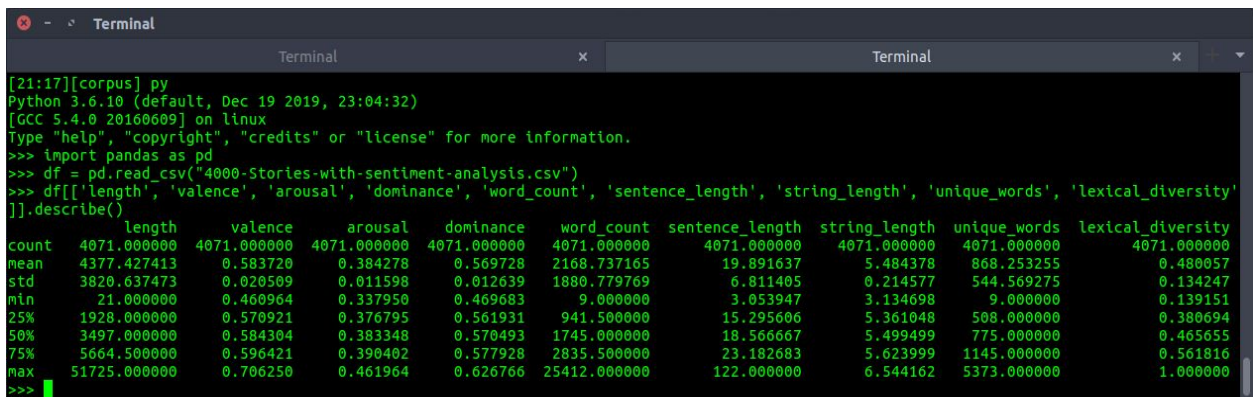 Terminal
Terminal × Terminal × +
[21:17][corpus] py
Python 3.6.10 (default, Dec 19 2019, 23:04:32)
[GCC 5.4.0 20160609] on linux
Type "help", "copyright", "credits" or "license" for more information.
>>> import pandas as pd
>>> df = pd.read_csv("4000-Stories-with-sentiment-analysis.csv")
>>> df[['length', 'valence', 'arousal', 'dominance', 'word_count', 'sentence_length', 'string_length', 'unique_words', 'lexical_diversity'
]].describe()
length valence arousal dominance word_count sentence_length string_length unique_words lexical_diversity
count 4071.000000 4071.000000 4071.000000 4071.000000 4071.000000 4071.000000 4071.000000 4071.000000 4071.000000
mean 4377.427413 0.583720 0.384278 0.569728 2168.737165 19.891637 5.484378 868.253255 0.480057
std 3820.637473 0.020509 0.011598 0.012639 1880.779769 6.811405 0.214577 544.569275 0.134247
min 21.000000 0.460964 0.337950 0.469683 9.000000 3.053947 3.134698 9.000000 0.139151
25% 1928.000000 0.570921 0.376795 0.561931 941.500000 15.295606 5.361048 508.000000 0.380694
50% 3497.000000 0.584304 0.383348 0.570493 1745.000000 18.566667 5.499499 775.000000 0.465655
75% 5664.500000 0.596421 0.390402 0.577928 2835.500000 23.182683 5.623999 1145.000000 0.561816
max 51725.000000 0.706250 0.461964 0.626766 25412.000000 122.000000 6.544162 5373.000000 1.000000
>>>